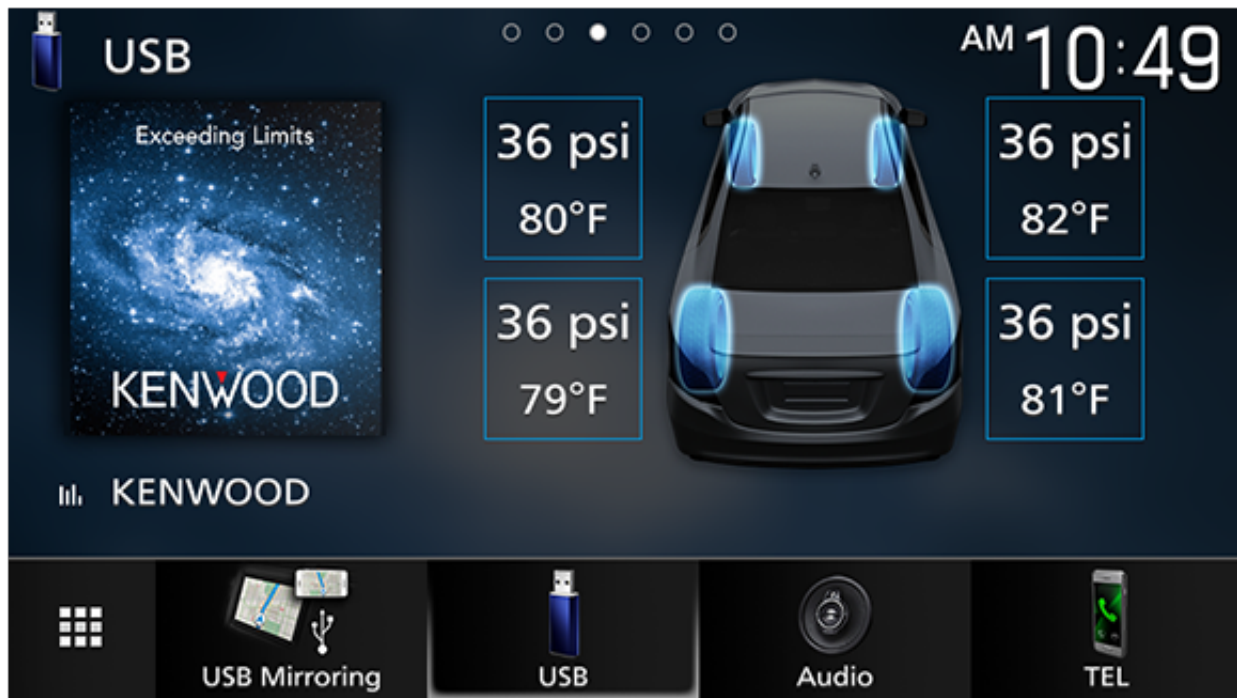 USB
AM 10:49
Exceeding Limits
KENWOOD
36 psi
80°F
36 psi
82°F
36 psi
79°F
36 psi
81°F
KENWOOD
USB Mirroring
USB
Audio
TEL